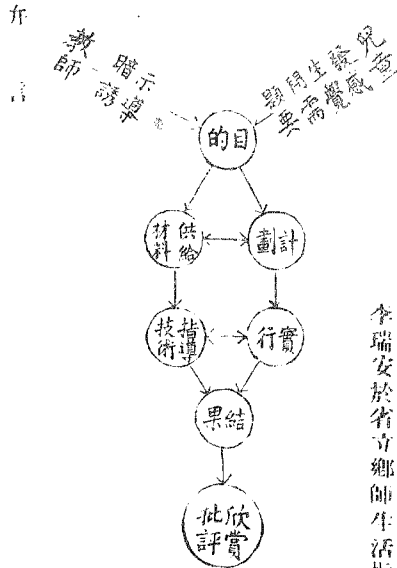 李瑞安於省立鄉師生活
兒童
發生問題
感覺需要
暗示
誘導
教師
目的
計劃
供給
材料
實行
指導
技術
結果
欣賞
批評
弁言